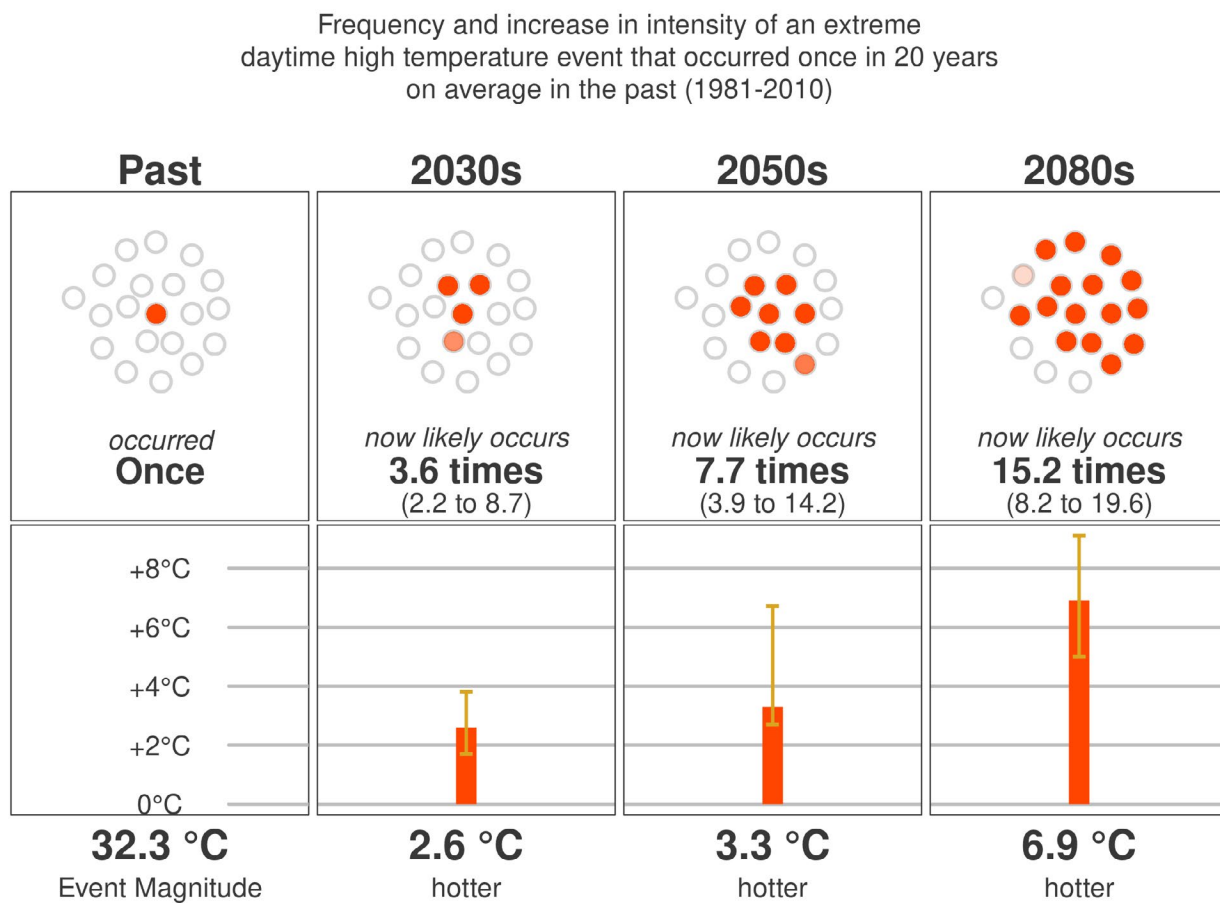 Frequency and increase in intensity of an extreme
daytime high temperature event that occurred once in 20 years
on average in the past (1981-2010)
Past
2030s
2050s
2080s
occurred
Once
now likely occurs
3.6 times
(2.2 to 8.7)
now likely occurs
7.7 times
(3.9 to 14.2)
now likely occurs
15.2 times
(8.2 to 19.6)
+8°C
+6°C
+4°C
+2°C
0°C
32.3 °C
Event Magnitude
2.6 °C
hotter
3.3 °C
hotter
6.9 °C
hotter